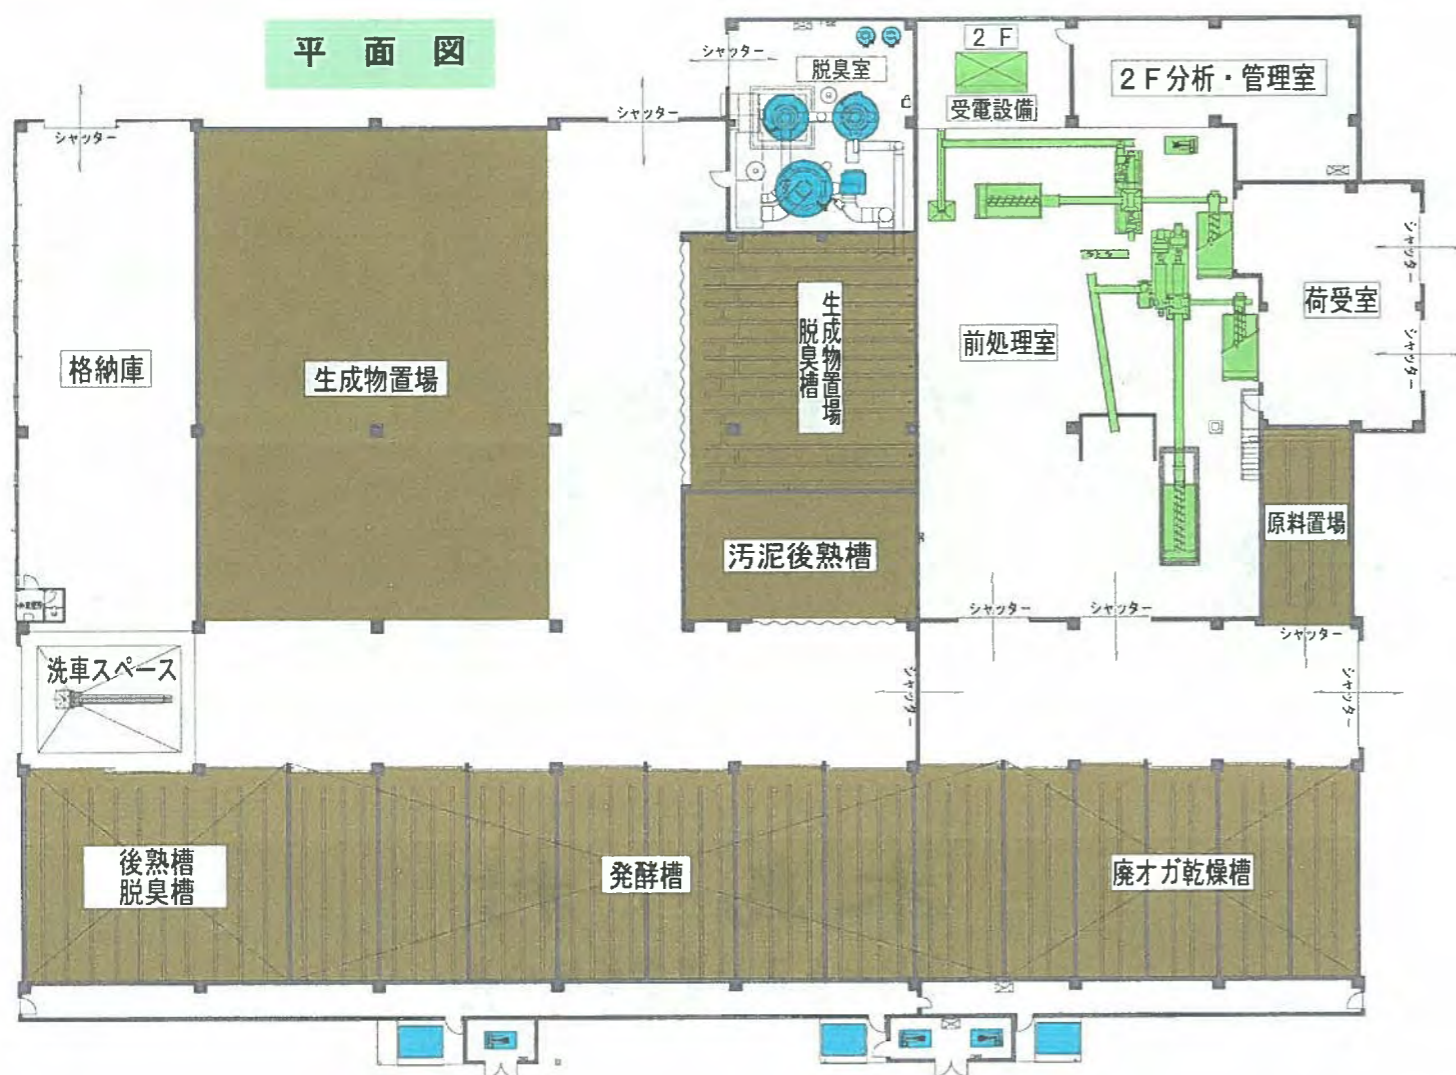 平面図
シャッター
脱臭室
2F
受電設備
2F分析・管理室
シャッター
シャッター
シャッター
シャッター
格納庫
生成物置場
生成物置場
脱臭槽
前処理室
荷受室
汚泥後熟槽
原料置場
シャッター
シャッター
シャッター
洗車スペース
シャッター
シャッター
後熟槽
脱臭槽
発酵槽
廃オガ乾燥槽